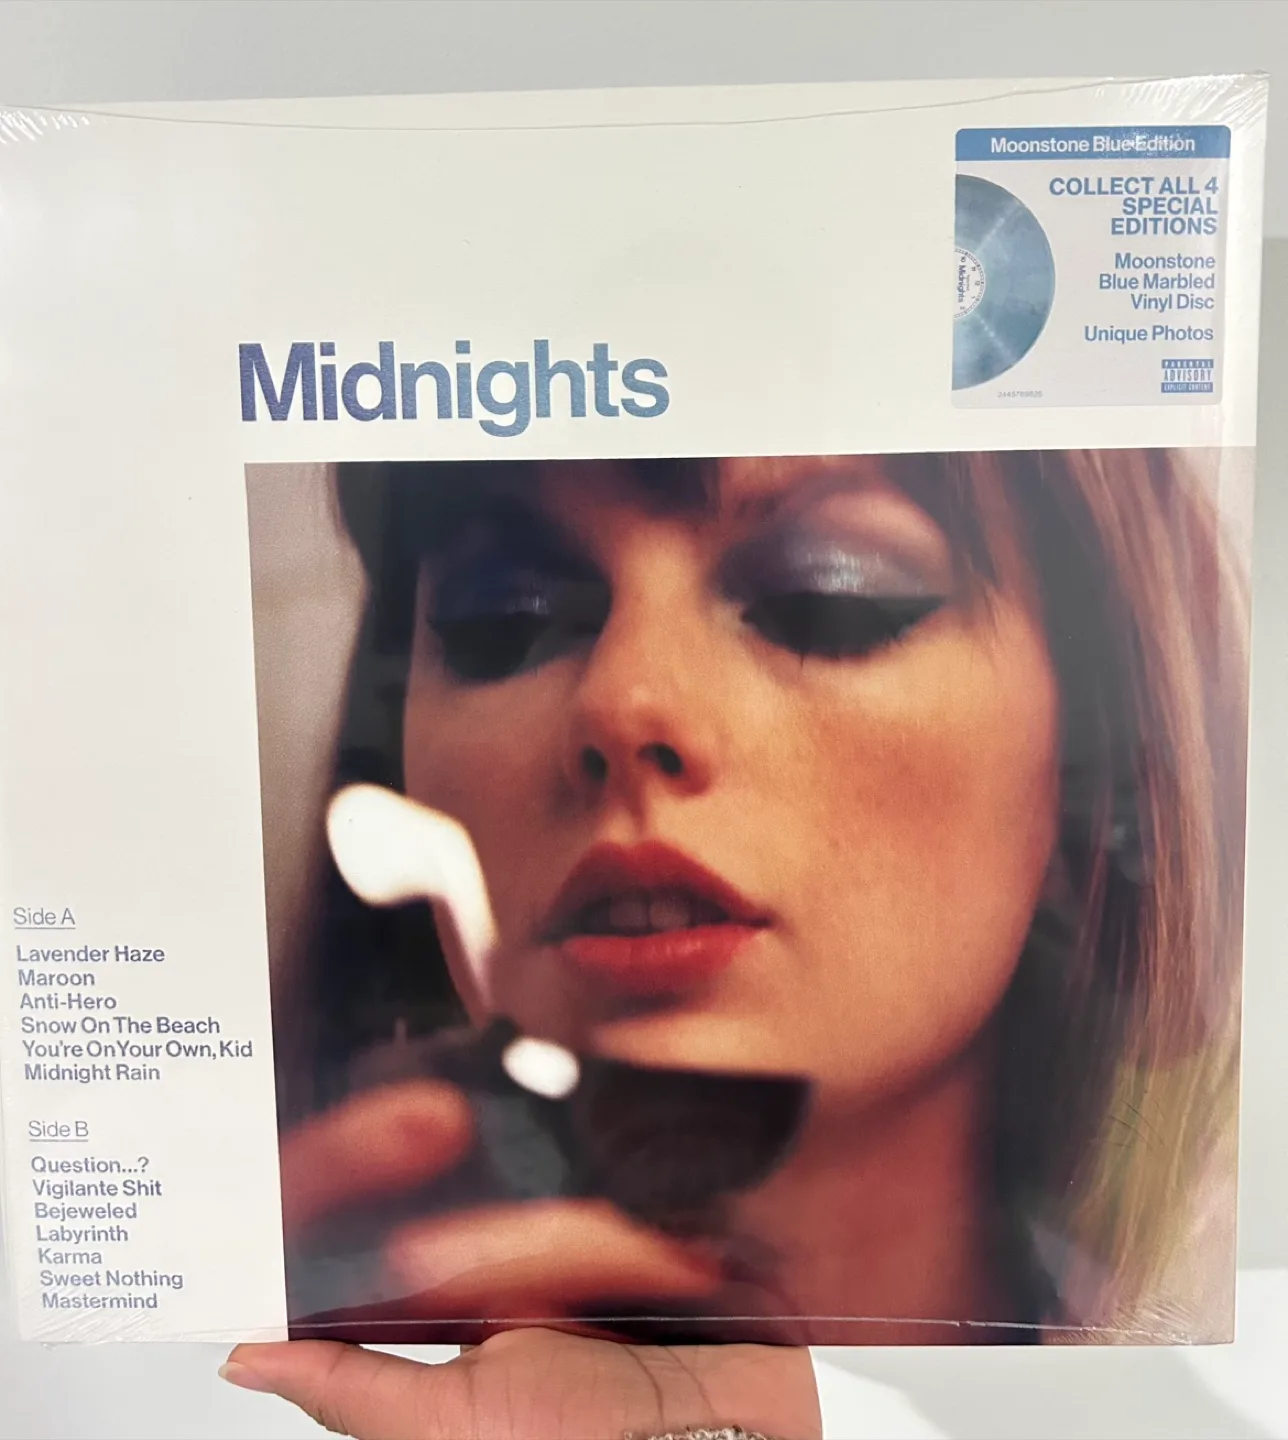 Moonstone Blue Edition
COLLECT ALL 4
SPECIAL
EDITIONS
Moonstone
Blue Marbled
Vinyl Disc
Unique Photos
PARENTAL
ADVISORY
EXPLICIT CONTENT
Midnights
Midnights
Side A
Lavender Haze
Maroon
Anti-Hero
Snow On The Beach
You're On Your Own, Kid
Midnight Rain
Side B
Question...?
Vigilante Shit
Bejeweled
Labyrinth
Karma
Sweet Nothing
Mastermind